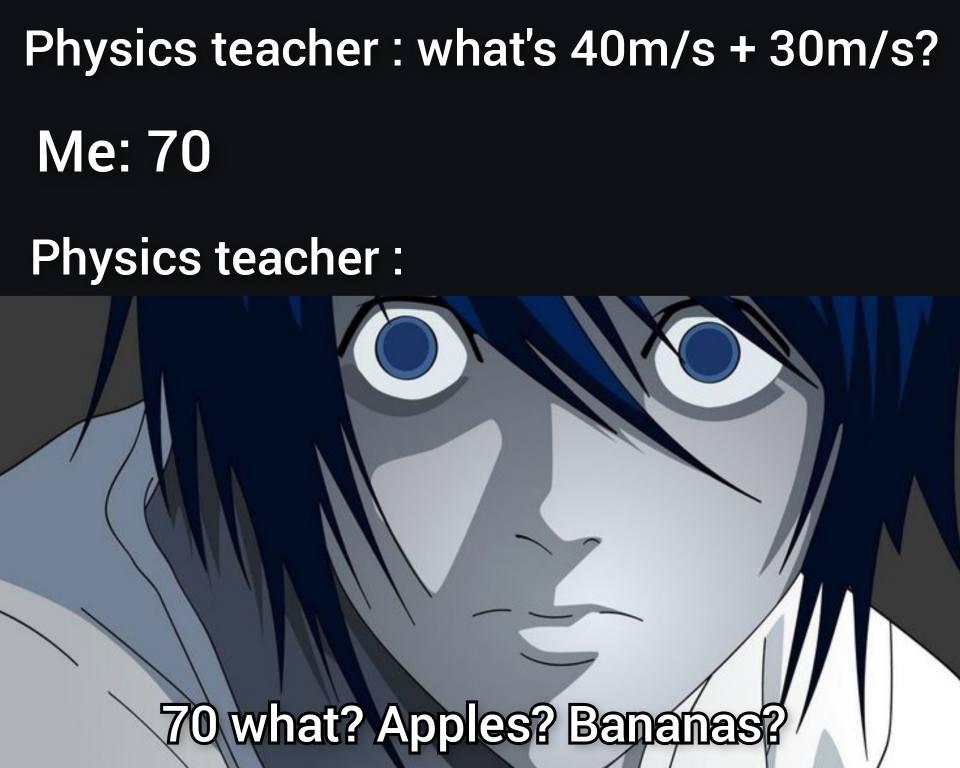 Physics teacher : what's 40m/s + 30m/s?
Me: 70
Physics teacher :
70 what? Apples? Bananas?